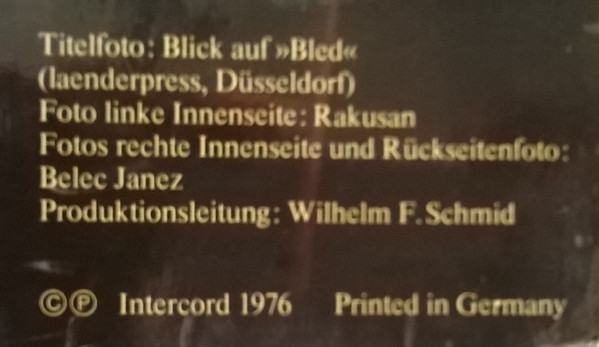 Titelfoto: Blick auf »Bled«
(laenderpress, Düsseldorf)
Foto linke Innenseite: Rakusan
Fotos rechte Innenseite und Rückseitenfoto:
Belec Janez
Produktionsleitung: Wilhelm F. Schmid
©℗ Intercord 1976 Printed in Germany